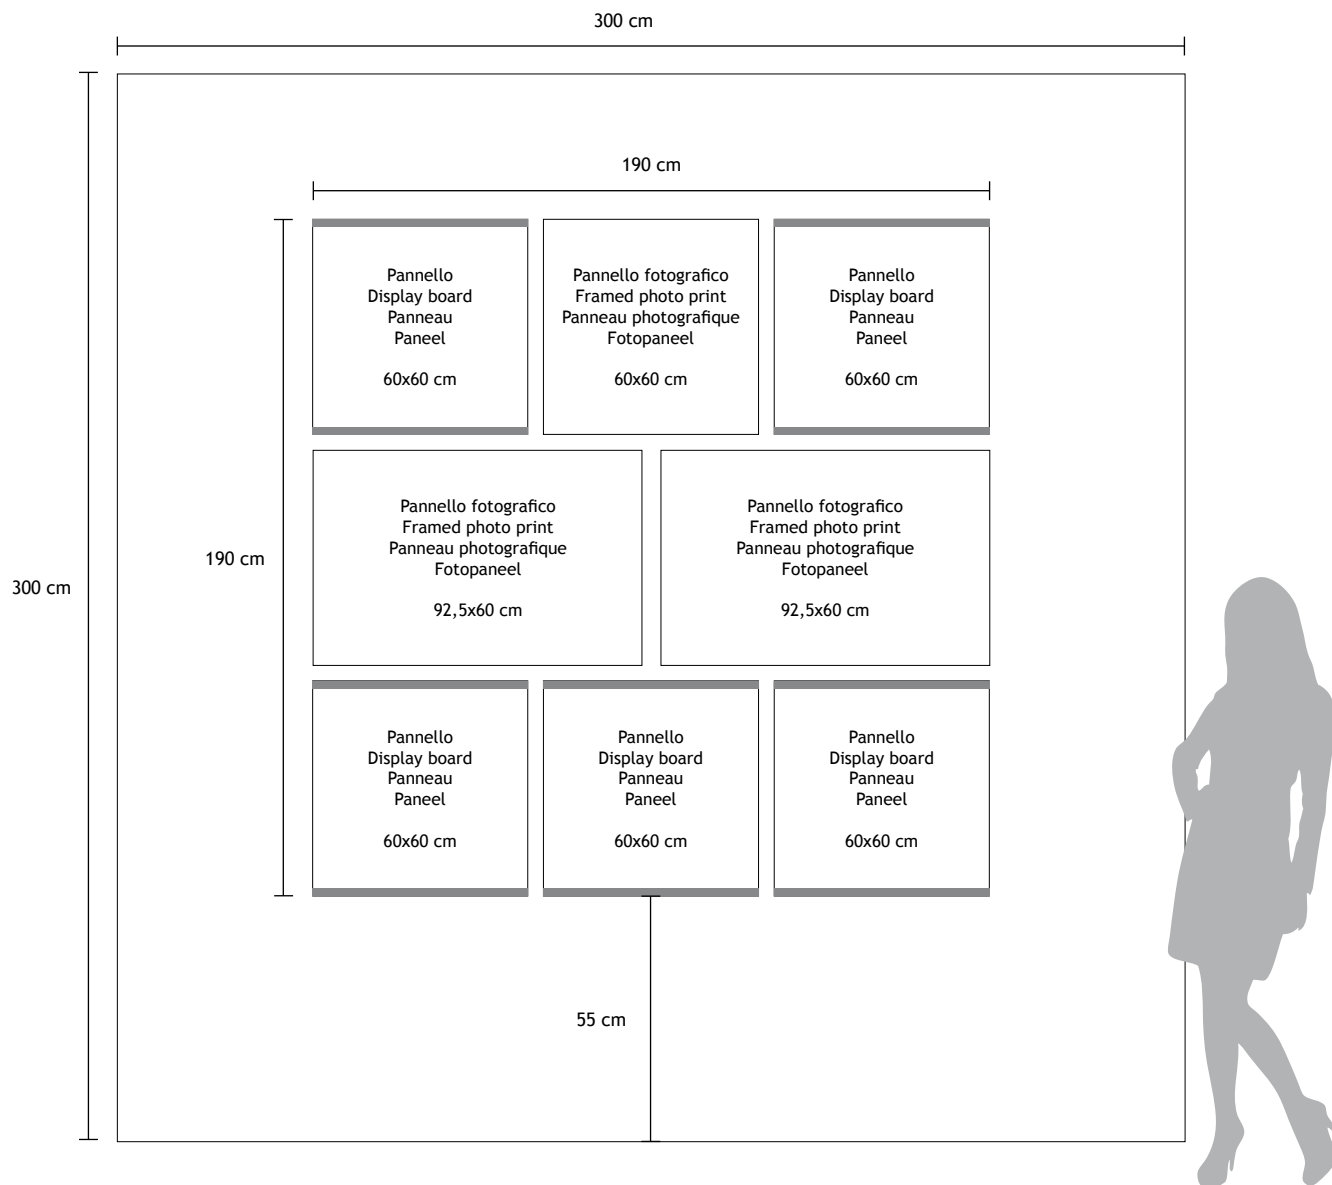 300 cm
190 cm
Pannello
Display board
Panneau
Paneel
60x60 cm
Pannello fotografico
Framed photo print
Panneau photografique
Fotopaneel
60x60 cm
Pannello
Display board
Panneau
Paneel
60x60 cm
300 cm
190 cm
Pannello fotografico
Framed photo print
Panneau photografique
Fotopaneel
92,5x60 cm
Pannello fotografico
Framed photo print
Panneau photografique
Fotopaneel
92,5x60 cm
Pannello
Display board
Panneau
Paneel
60x60 cm
Pannello
Display board
Panneau
Paneel
60x60 cm
Pannello
Display board
Panneau
Paneel
60x60 cm
55 cm